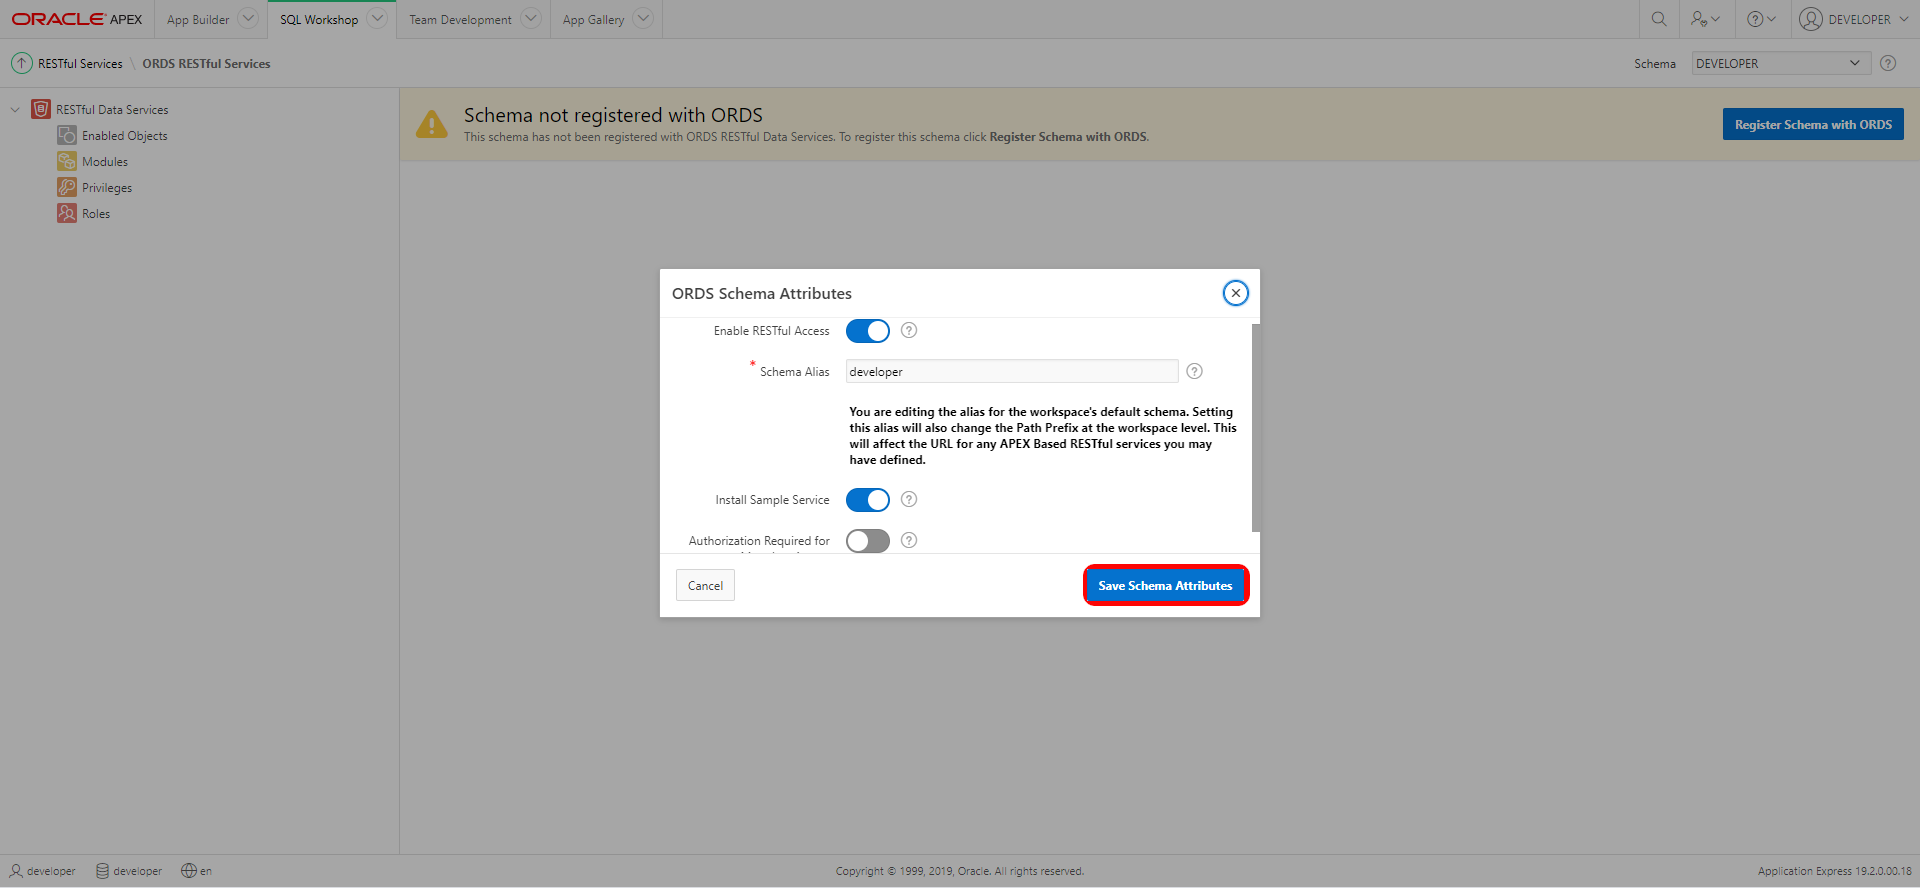 ORACLE APEX App Builder SQL Workshop Team Development App Gallery DEVELOPER
RESTful Services \ ORDS RESTful Services Schema DEVELOPER
RESTful Data Services
Enabled Objects
Modules
Privileges
Roles
Schema not registered with ORDS
This schema has not been registered with ORDS RESTful Data Services. To register this schema click Register Schema with ORDS.
Register Schema with ORDS
ORDS Schema Attributes
Enable RESTful Access
* Schema Alias developer
You are editing the alias for the workspace's default schema. Setting
this alias will also change the Path Prefix at the workspace level. This
will affect the URL for any APEX Based RESTful services you may
have defined.
Install Sample Service
Authorization Required for
Cancel Save Schema Attributes
developer developer en Copyright © 1999, 2019, Oracle. All rights reserved. Application Express 19.2.0.00.18